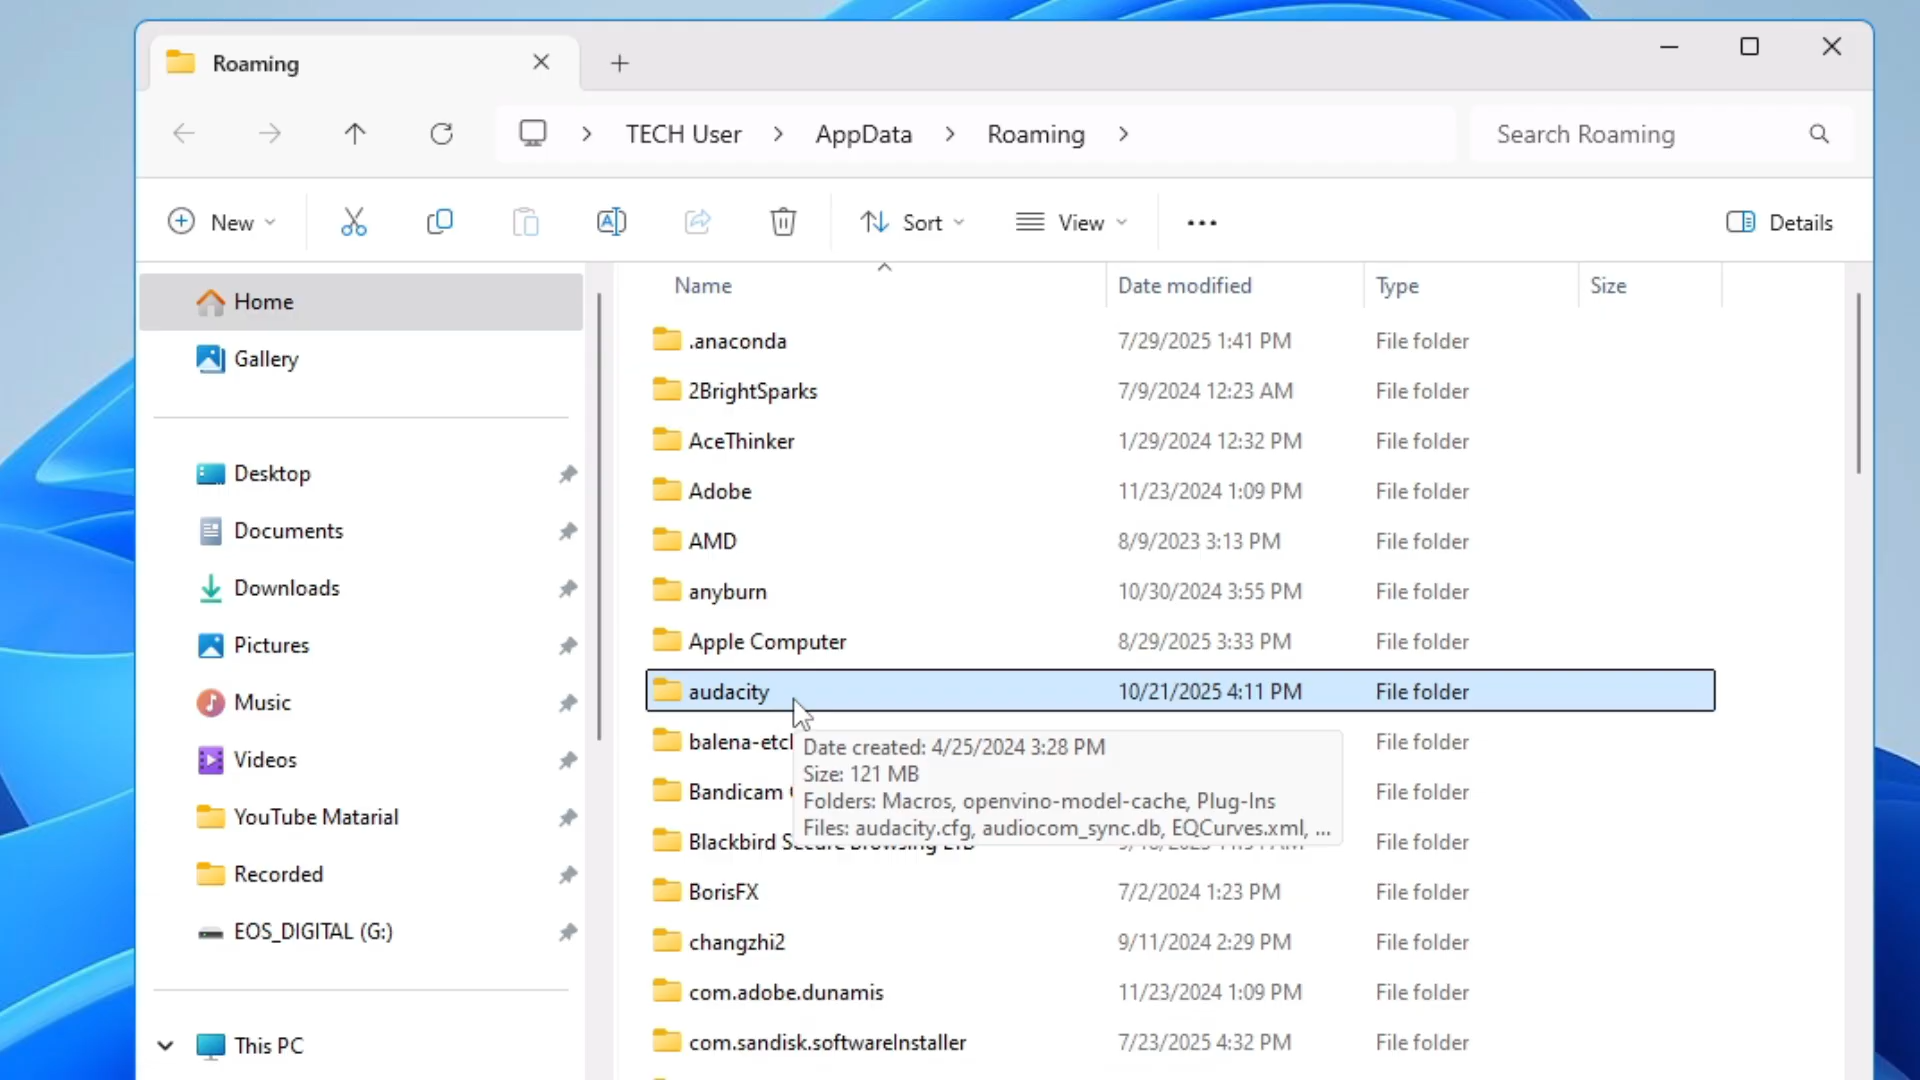 Roaming
TECH User
AppData
Roaming
Search Roaming
New
Sort
View
Details
Home
Gallery
Desktop
Documents
Downloads
Pictures
Music
Videos
YouTube Matarial
Recorded
EOS_DIGITAL (G:)
This PC
Name Date modified Type Size
.anaconda 7/29/2025 1:41 PM File folder
2BrightSparks 7/9/2024 12:23 AM File folder
AceThinker 1/29/2024 12:32 PM File folder
Adobe 11/23/2024 1:09 PM File folder
AMD 8/9/2023 3:13 PM File folder
anyburn 10/30/2024 3:55 PM File folder
Apple Computer 8/29/2025 3:33 PM File folder
audacity 10/21/2025 4:11 PM File folder
File folder
Bandicam File folder
Blackbird File folder
Date created: 4/25/2024 3:28 PM
Size: 121 MB
Folders: Macros, openvino-model-cache, Plug-Ins
Files: audacity.cfg, audiocom_sync.db, EQCurves.xml, ...
BorisFX 7/2/2024 1:23 PM File folder
changzhi2 9/11/2024 2:29 PM File folder
com.adobe.dunamis 11/23/2024 1:09 PM File folder
com.sandisk.softwareInstaller 7/23/2025 4:32 PM File folder